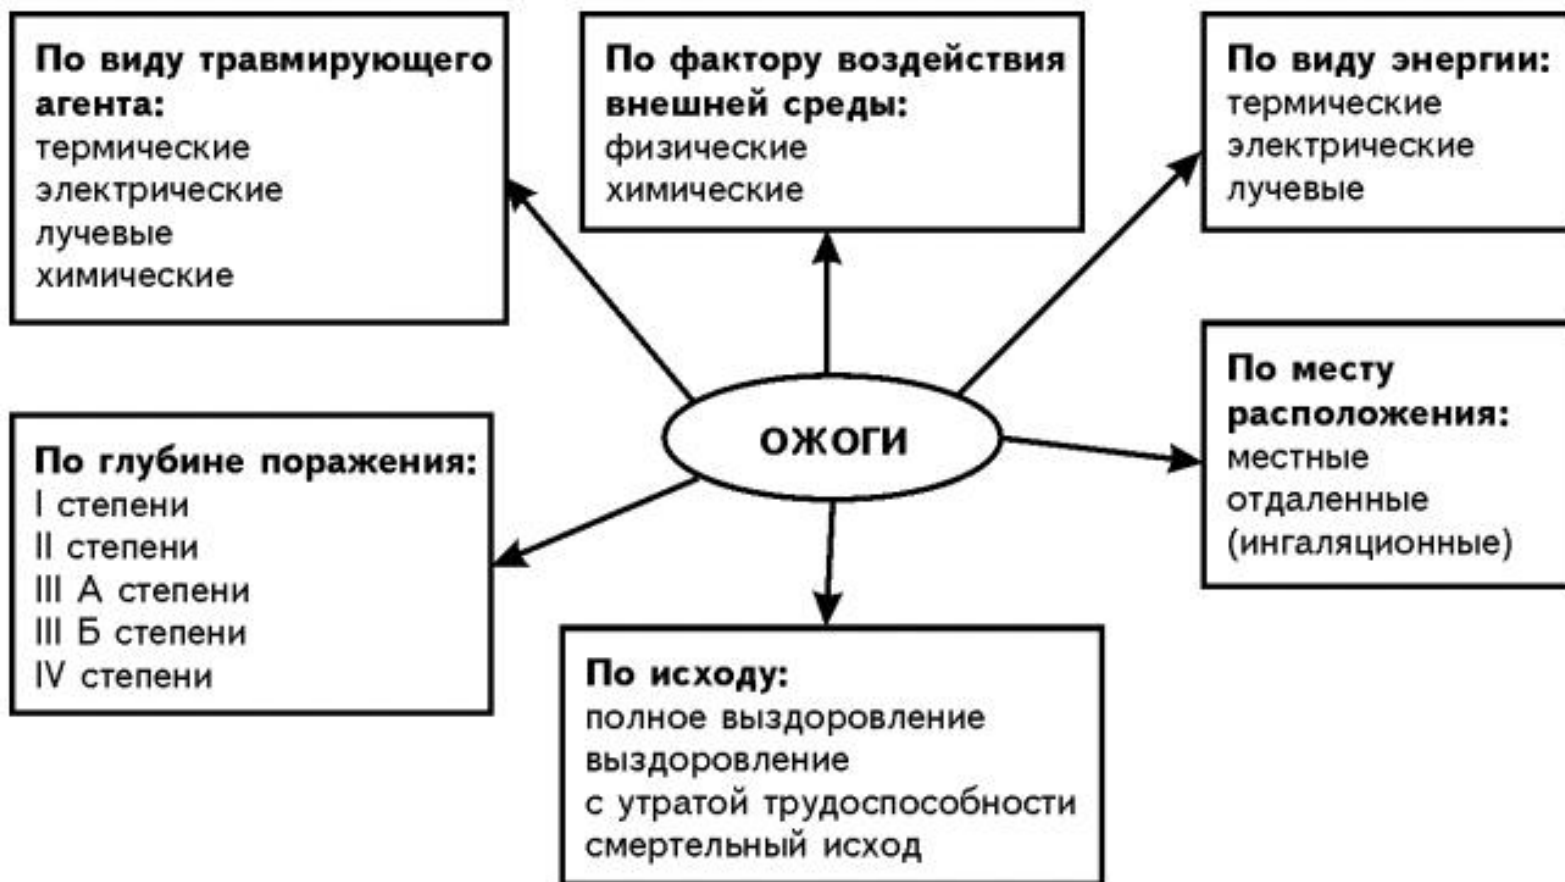 По виду травмирующего
агента:
термические
электрические
лучевые
химические
По фактору воздействия
внешней среды:
физические
химические
По виду энергии:
термические
электрические
лучевые
ОЖОГИ
По месту
расположения:
местные
отдаленные
(ингаляционные)
По глубине поражения:
I степени
II степени
III А степени
III Б степени
IV степени
По исходу:
полное выздоровление
выздоровление
с утратой трудоспособности
смертельный исход